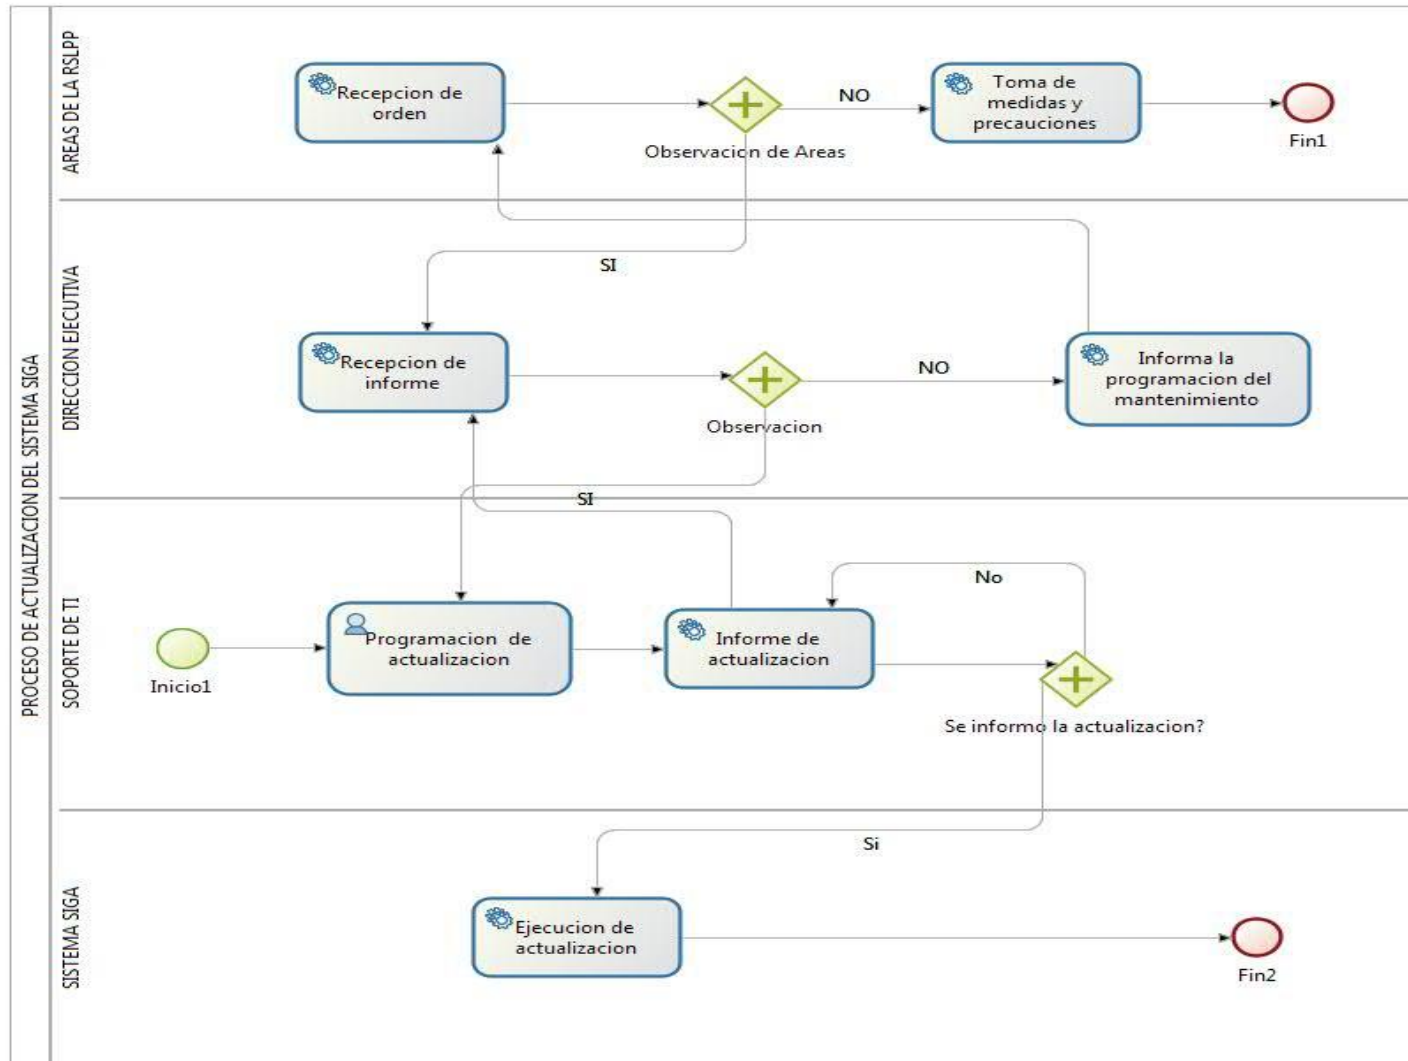 PROCESO DE ACTUALIZACION DEL SISTEMA SIGA
AREAS DE LA RSLPP
Recepcion de
orden
Observacion de Areas
NO
Toma de
medidas y
precauciones
Fin1
SI
DIRECCION EJECUTIVA
Recepcion de
informe
Observacion
NO
Informa la
programacion del
mantenimiento
SI
SOPORTE DE TI
Inicio1
Programacion de
actualizacion
Informe de
actualizacion
No
Se informo la actualizacion?
Si
SISTEMA SIGA
Ejecucion de
actualizacion
Fin2